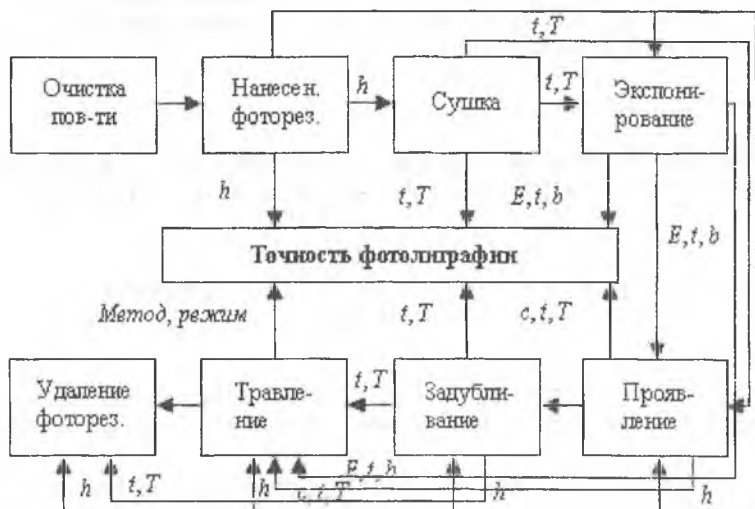 t, T
Очистка
пов-ти
Нанесен.
фоторез.
h
Сушка
t, T
Экспони-
рование
h
t, T
E, t, b
E, t, b
Точность фотолиграфии
Метод, режим
t, T
c, t, T
Удаление
фоторез.
Травле-
ние
t, T
Задубли-
вание
Прояв-
ление
h
t, T
h
E, t, b
c, t, T
h
h